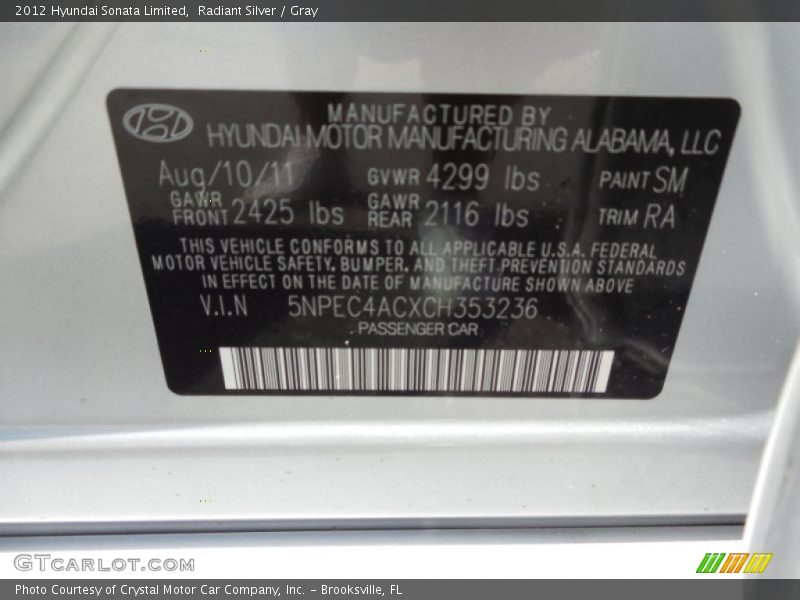 2012 Hyundai Sonata Limited, Radiant Silver / Gray
MANUFACTURED BY
HYUNDAI MOTOR MANUFACTURING ALABAMA, LLC
Aug/10/11 GVWR 4299 lbs PAINT SM
GAWR FRONT 2425 lbs GAWR REAR 2116 lbs TRIM RA
THIS VEHICLE CONFORMS TO ALL APPLICABLE U.S.A. FEDERAL
MOTOR VEHICLE SAFETY, BUMPER, AND THEFT PREVENTION STANDARDS
IN EFFECT ON THE DATE OF MANUFACTURE SHOWN ABOVE
V.I.N 5NPEC4ACXCH353236
PASSENGER CAR
GTCARLOT.COM
Photo Courtesy of Crystal Motor Car Company, Inc. – Brooksville, FL